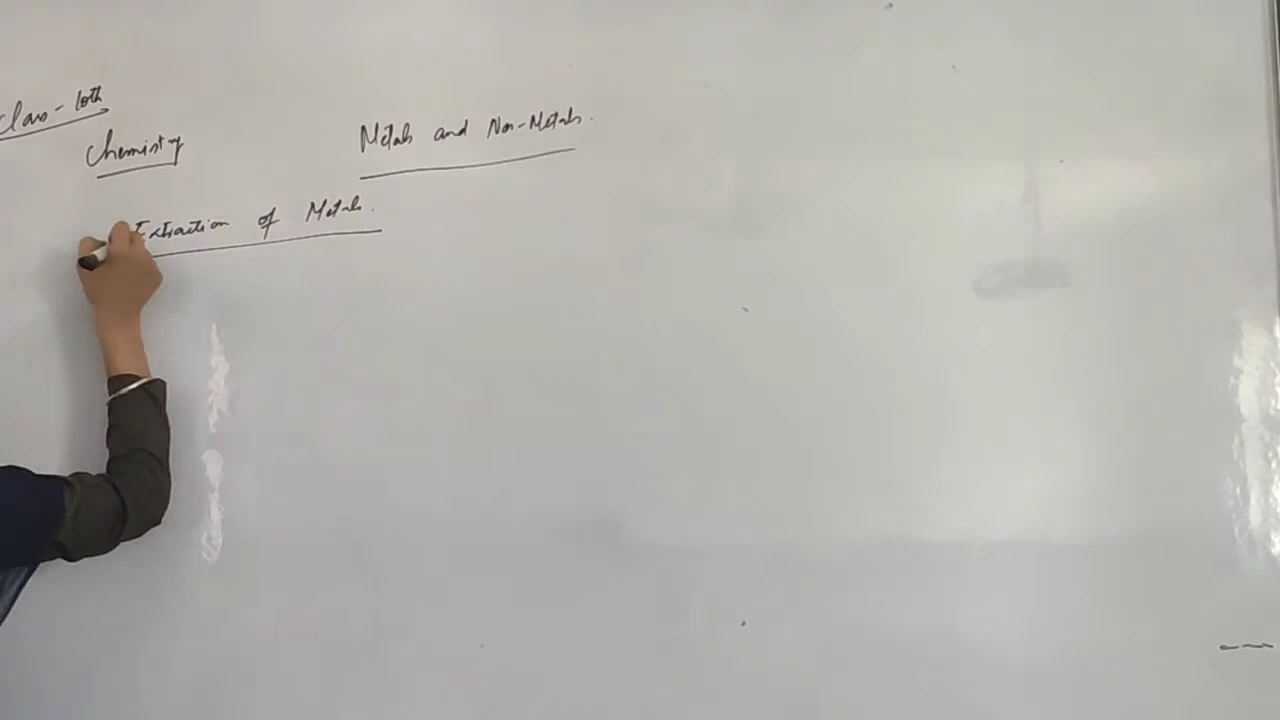 Class - 10th
Chemistry
Metals and Non-Metals.
Extraction of Metals.